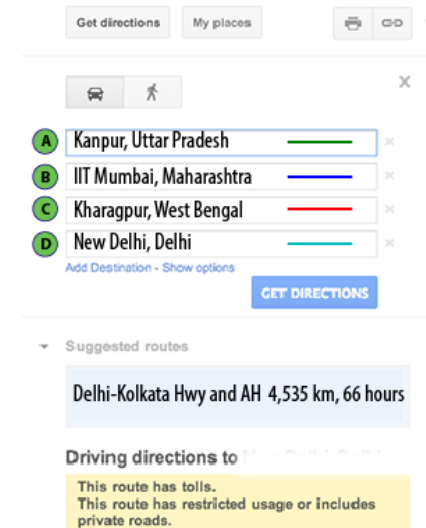 Get directions
My places
A Kanpur, Uttar Pradesh
B IIT Mumbai, Maharashtra
C Kharagpur, West Bengal
D New Delhi, Delhi
Add Destination - Show options
GET DIRECTIONS
Suggested routes
Delhi-Kolkata Hwy and AH 4,535 km, 66 hours
Driving directions to
This route has tolls.
This route has restricted usage or includes
private roads.